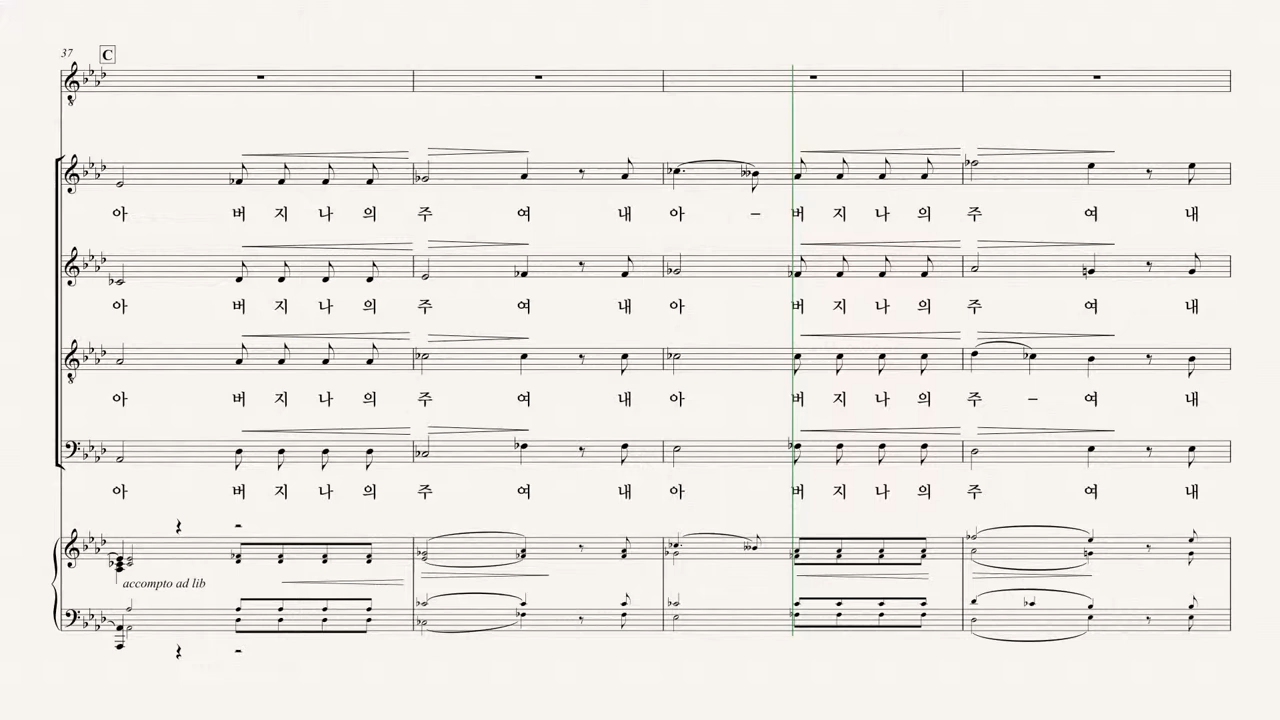 37 C
아 버 지 나 의 주 여 내 아 – 버 지 나 의 주 여 내
아 버 지 나 의 주 여 내 아 버 지 나 의 주 여 내
아 버 지 나 의 주 여 내 아 버 지 나 의 주 – 여 내
아 버 지 나 의 주 여 내 아 버 지 나 의 주 여 내
accompto ad lib